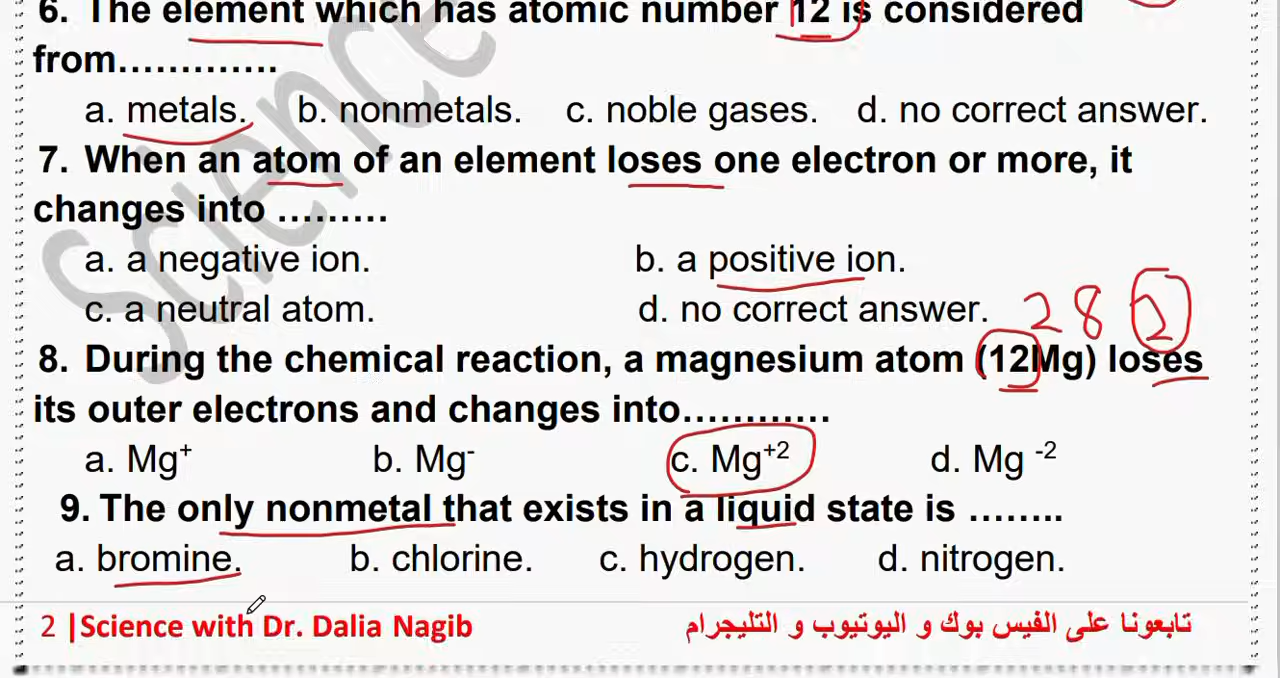 6. The element which has atomic number 12 is considered
from.............
a. metals. b. nonmetals. c. noble gases. d. no correct answer.
7. When an atom of an element loses one electron or more, it
changes into .........
a. a negative ion. b. a positive ion.
c. a neutral atom. d. no correct answer.
2 8 2
8. During the chemical reaction, a magnesium atom (12Mg) loses
its outer electrons and changes into............
a. Mg⁺ b. Mg⁻ c. Mg⁺² d. Mg ⁻²
9. The only nonmetal that exists in a liquid state is ........
a. bromine. b. chlorine. c. hydrogen. d. nitrogen.
2 |Science with Dr. Dalia Nagib تابعونا على الفيس بوك و اليوتيوب و التليجرام
Science